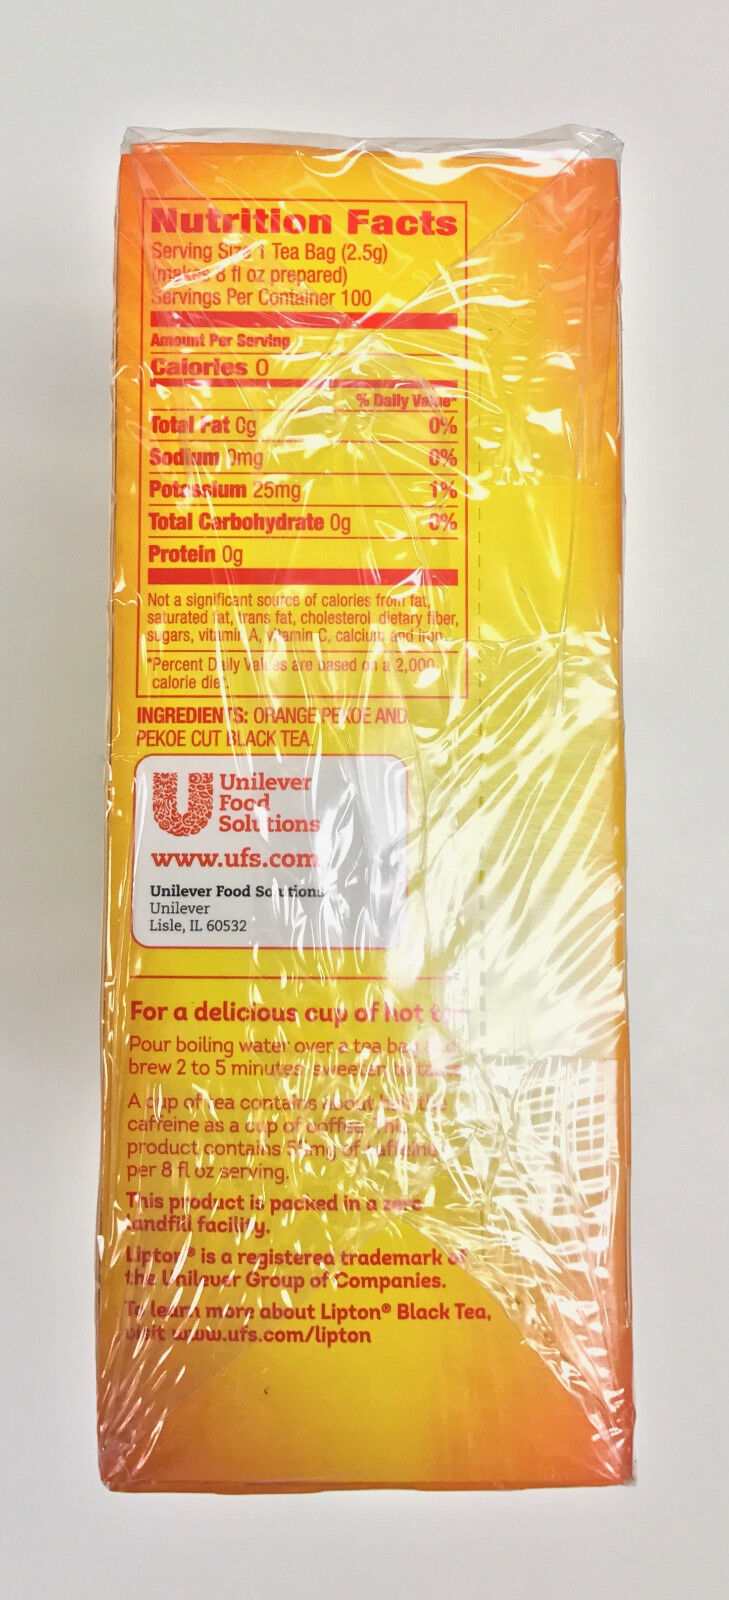 Nutrition Facts
Serving Size 1 Tea Bag (2.5g)
(makes 8 fl oz prepared)
Servings Per Container 100
Amount Per Serving
Calories 0
% Daily Value*
Total Fat 0g 0%
Sodium 0mg 0%
Potassium 25mg 1%
Total Carbohydrate 0g 0%
Protein 0g
Not a significant source of calories from fat,
saturated fat, trans fat, cholesterol, dietary fiber,
sugars, vitamin A, vitamin C, calcium and iron.
*Percent Daily Values are based on a 2,000
calorie diet.
INGREDIENTS: ORANGE PEKOE AND
PEKOE CUT BLACK TEA.
Unilever
Food
Solutions
www.ufs.com
Unilever Food Solutions
Unilever
Lisle, IL 60532
For a delicious cup of hot
Pour boiling water over a tea bag and
brew 2 to 5 minutes; sweeten to
A cup of tea contains about half the
caffeine as a cup of coffee. This
product contains of caffeine
per 8 fl oz serving.
This product is packed in a zero
landfill facility.
Lipton® is a registered trademark of
the Unilever Group of Companies.
To learn more about Lipton® Black Tea,
visit www.ufs.com/lipton